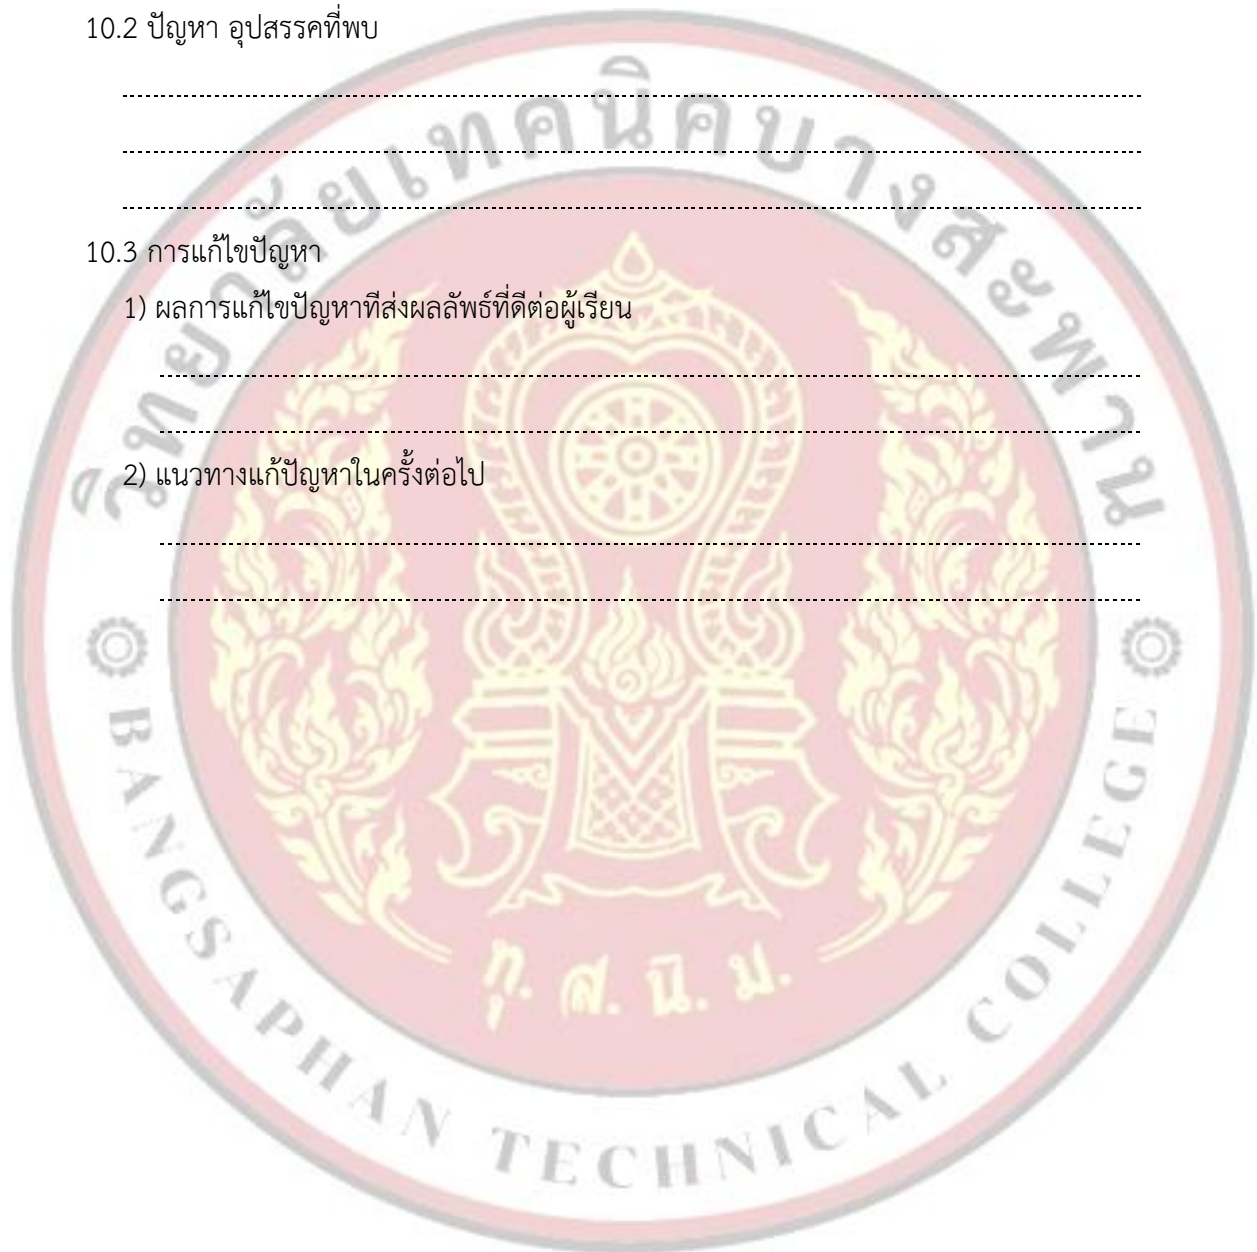 10.2 ปัญหา อุปสรรคที่พบ
10.3 การแก้ไขปัญหา
1) ผลการแก้ไขปัญหาทีส่งผลลัพธ์ที่ดีต่อผู้เรียน
2) แนวทางแก้ปัญหาในครั้งต่อไป
วิทยาลัยเทคนิคบางสะพาน
ทุ. ส. นิ. ม.
BANGSAPHAN TECHNICAL COLLEGE